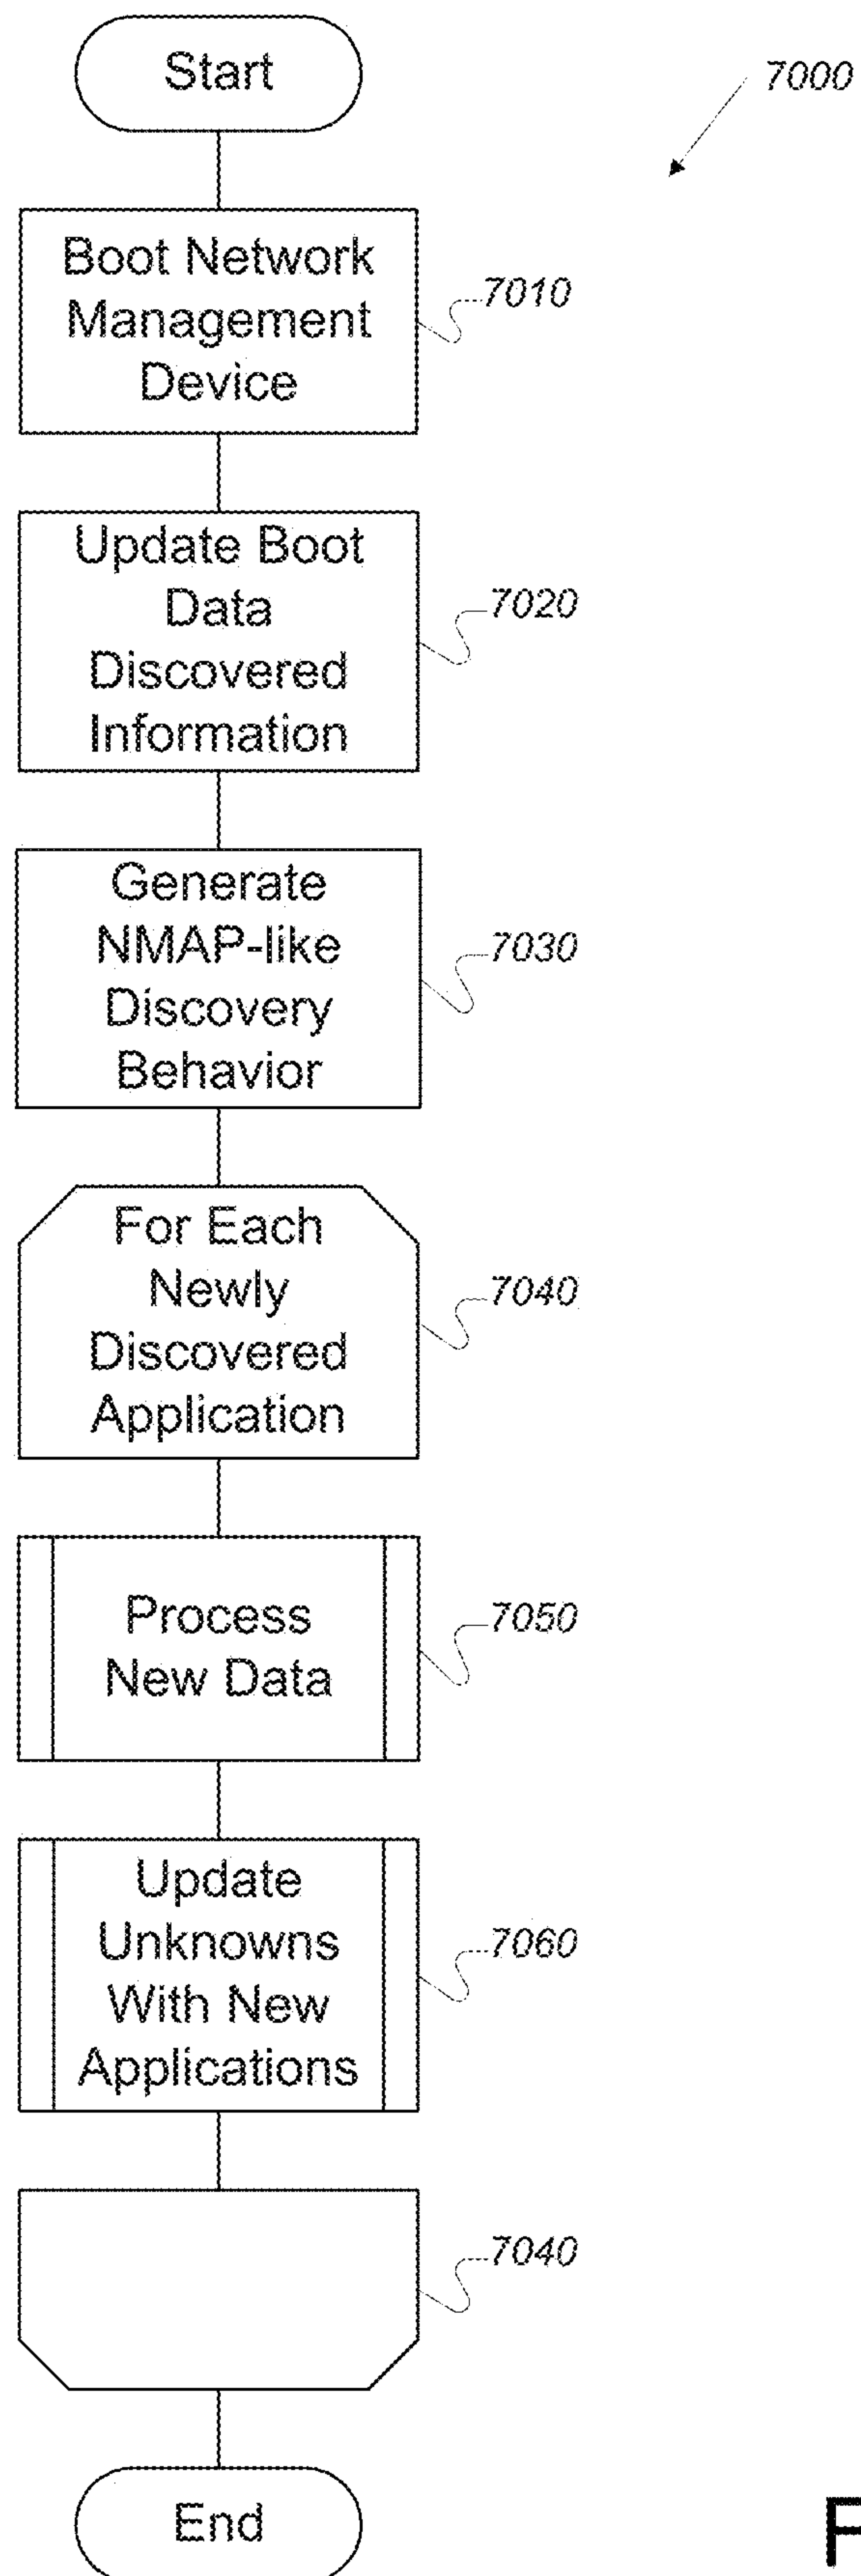 Start
7000
Boot Network
Management
Device
7010
Update Boot
Data
Discovered
Information
7020
Generate
NMAP-like
Discovery
Behavior
7030
For Each
Newly
Discovered
Application
7040
Process
New Data
7050
Update
Unknowns
With New
Applications
7060
7040
End